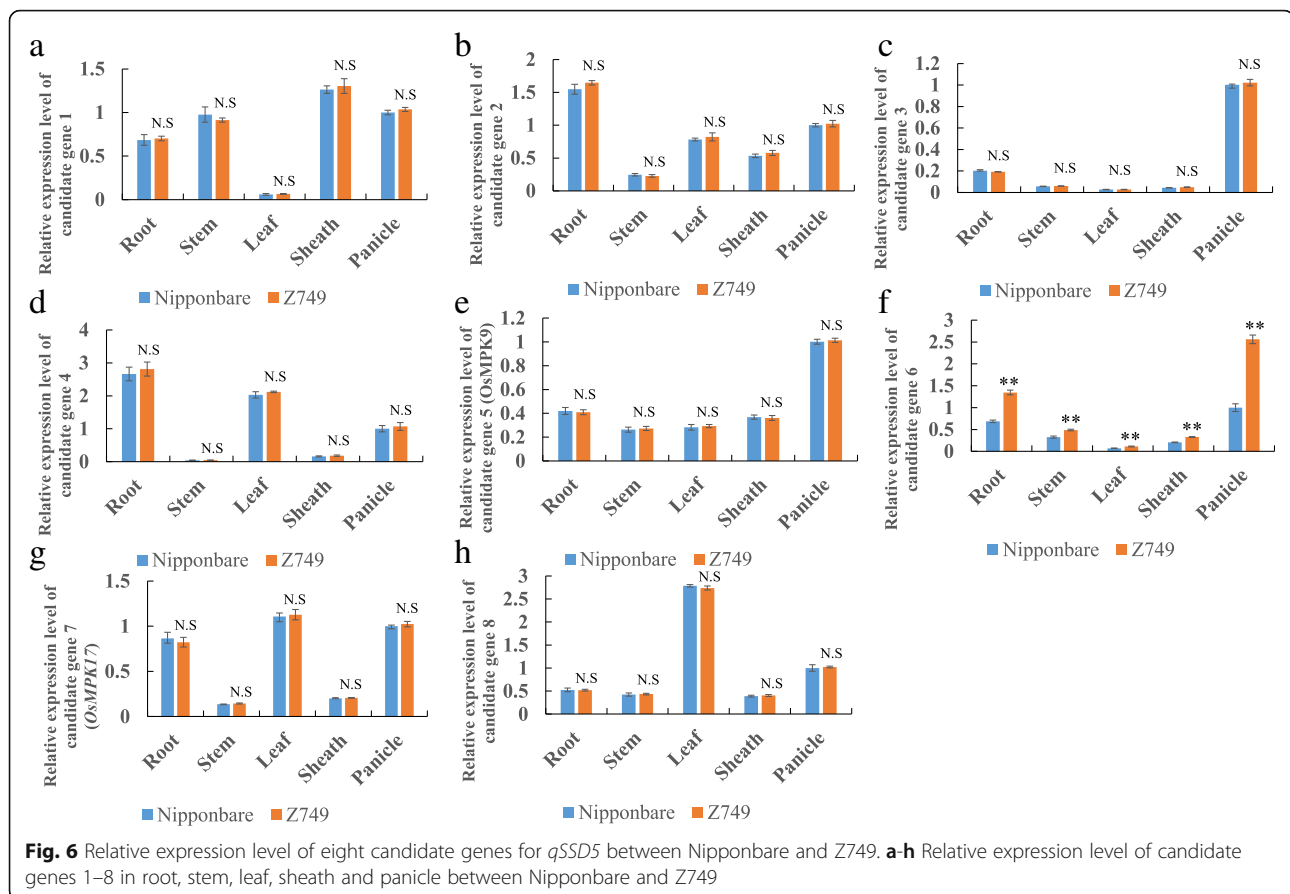 a
Relative expression level of
candidate gene 1
1.5
1
0.5
0
N.S
N.S
N.S
N.S
N.S
Root
Stem
Leaf
Sheath
Panicle
Nipponbare
Z749
b
Relative expression level of
candidate gene 2
2
1.5
1
0.5
0
N.S
N.S
N.S
N.S
N.S
Root
Stem
Leaf
Sheath
Panicle
Nipponbare
Z749
c
Relative expression level of
candidate gene 3
1.2
1
0.8
0.6
0.4
0.2
0
N.S
N.S
N.S
N.S
N.S
Root
Stem
Leaf
Sheath
Panicle
Nipponbare
Z749
d
Relative expression level of
candidate gene 4
4
3
2
1
0
N.S
N.S
N.S
N.S
N.S
Root
Stem
Leaf
Sheath
Panicle
Nipponbare
Z749
e
Relative expression level of
candidate gene 5 (OsMPK9)
1.2
1
0.8
0.6
0.4
0.2
0
N.S
N.S
N.S
N.S
N.S
Root
Stem
Leaf
Sheath
Panicle
Nipponbare
Z749
f
Relative expression level of
candidate gene 6
3
2.5
2
1.5
1
0.5
0
**
**
**
**
**
Root
Stem
Leaf
Sheath
Panicle
Nipponbare
Z749
g
Relative expression level of
candidate gene 7
((OsMPK17)
1.5
1
0.5
0
N.S
N.S
N.S
N.S
N.S
Root
Stem
Leaf
Sheath
Panicle
Nipponbare
Z749
h
Relative expression level of
candidate gene 8
3
2.5
2
1.5
1
0.5
0
N.S
N.S
N.S
N.S
N.S
Root
Stem
Leaf
Sheath
Panicle
Nipponbare
Z749
Fig. 6 Relative expression level of eight candidate genes for qSSD5 between Nipponbare and Z749. a-h Relative expression level of candidate
genes 1–8 in root, stem, leaf, sheath and panicle between Nipponbare and Z749